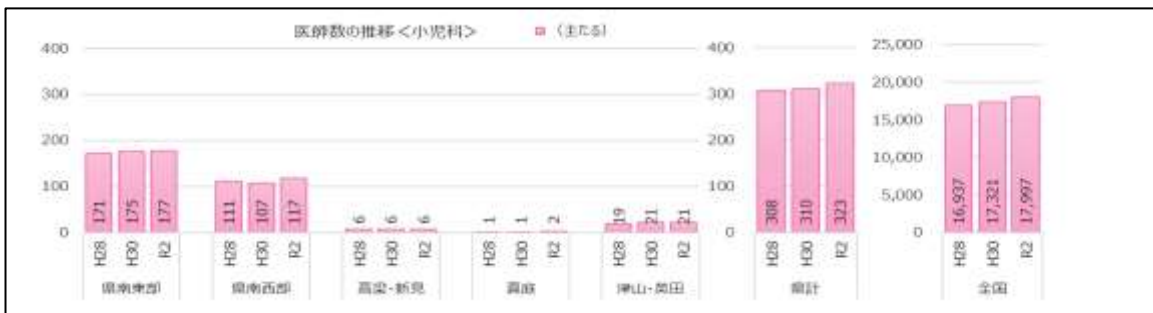 医師数の推移<小児科> (主たる)
400 400 25,000
300 300 20,000
200 200 15,000
100 100 10,000
0 0 5,000
0
171 175 177 111 107 117 6 6 6 1 1 2 19 21 21 308 310 323 16,937 17,321 17,997
H28 H30 R2 H28 H30 R2 H28 H30 R2 H28 H30 R2 H28 H30 R2 H28 H30 R2 H28 H30 R2
県南東部 県南西部 高梁・新見 真庭 津山・英田 県計 全国